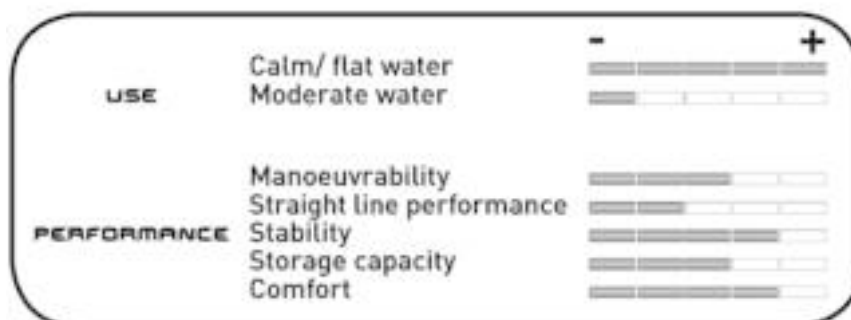 - +
Calm/ flat water
USE Moderate water
Manoeuvrability
Straight line performance
PERFORMANCE Stability
Storage capacity
Comfort